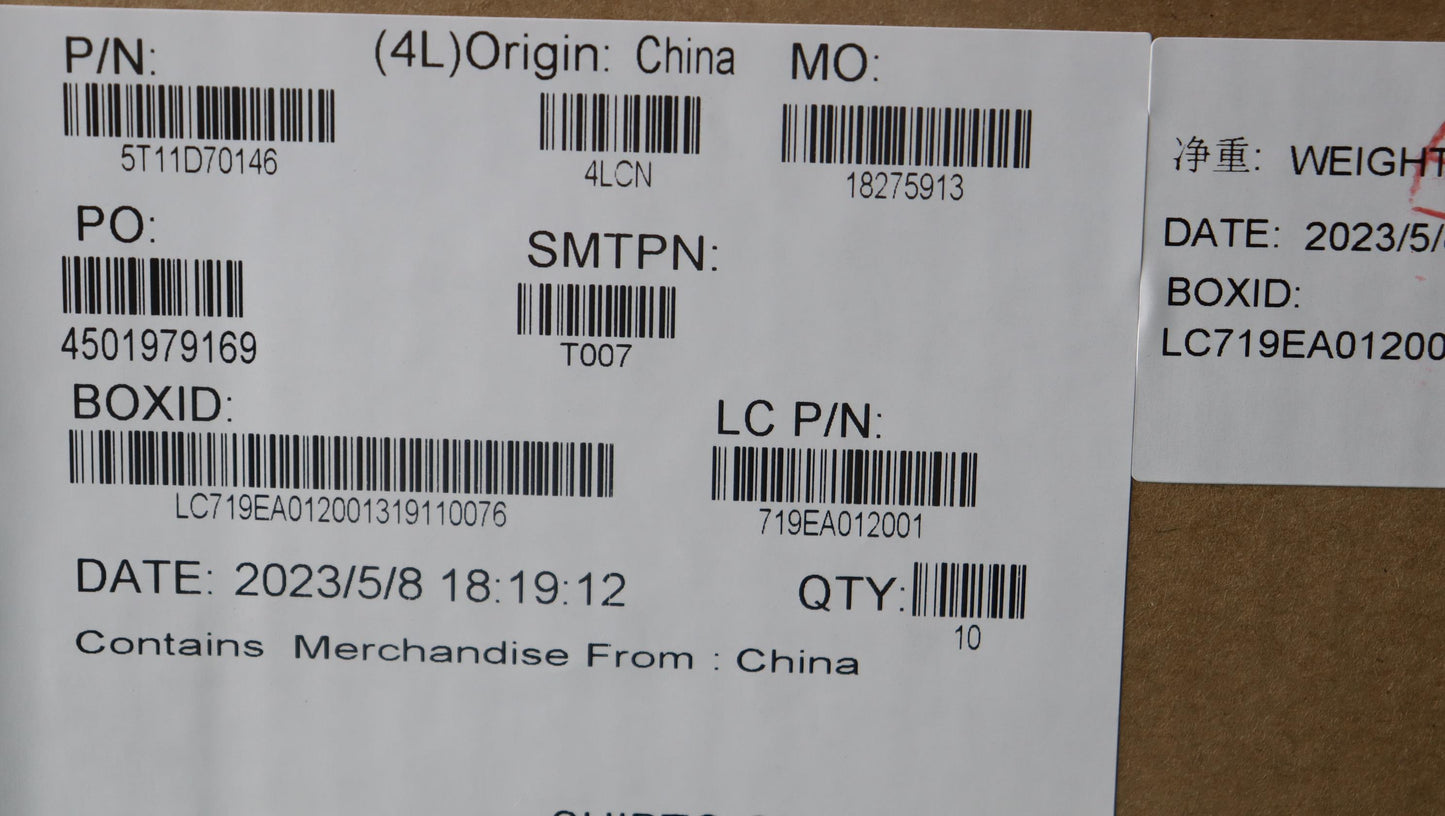 P/N: (4L)Origin: China MO:
5T11D70146 4LCN 18275913
PO: SMTPN:
4501979169 T007
BOXID: LC P/N:
LC719EA012001319110076 719EA012001
DATE: 2023/5/8 18:19:12 QTY:
10
Contains Merchandise From : China
净重: WEIGHT
DATE: 2023/5/
BOXID:
LC719EA01200